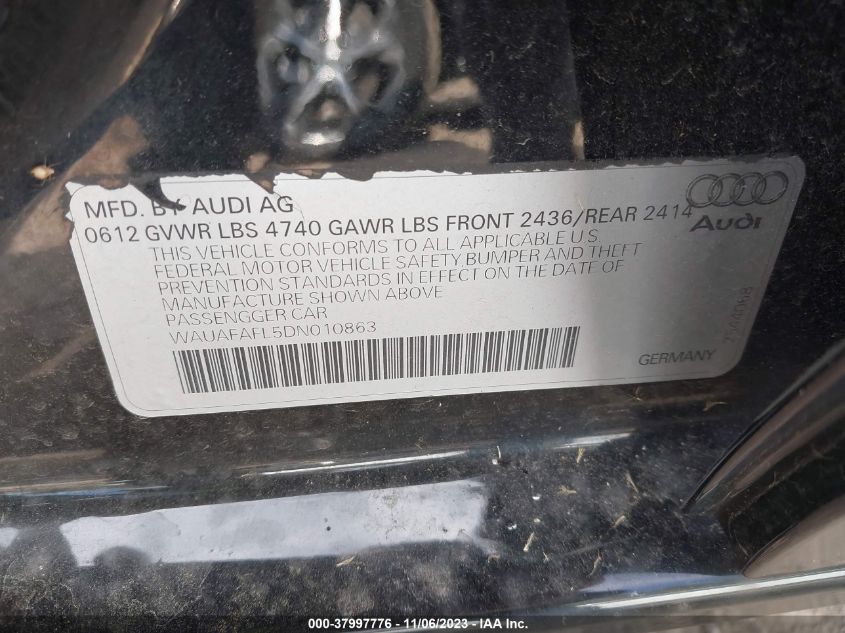 MFD. BY AUDI AG
0612 GVWR LBS 4740 GAWR LBS FRONT 2436/REAR 2414
Audi
THIS VEHICLE CONFORMS TO ALL APPLICABLE U.S.
FEDERAL MOTOR VEHICLE SAFETY,BUMPER AND THEFT
PREVENTION STANDARDS IN EFFECT ON THE DATE OF
MANUFACTURE SHOWN ABOVE
PASSENGGER CAR
WAUAFAFL5DN010863
GERMANY
000-37997776 - 11/06/2023 - IAA Inc.